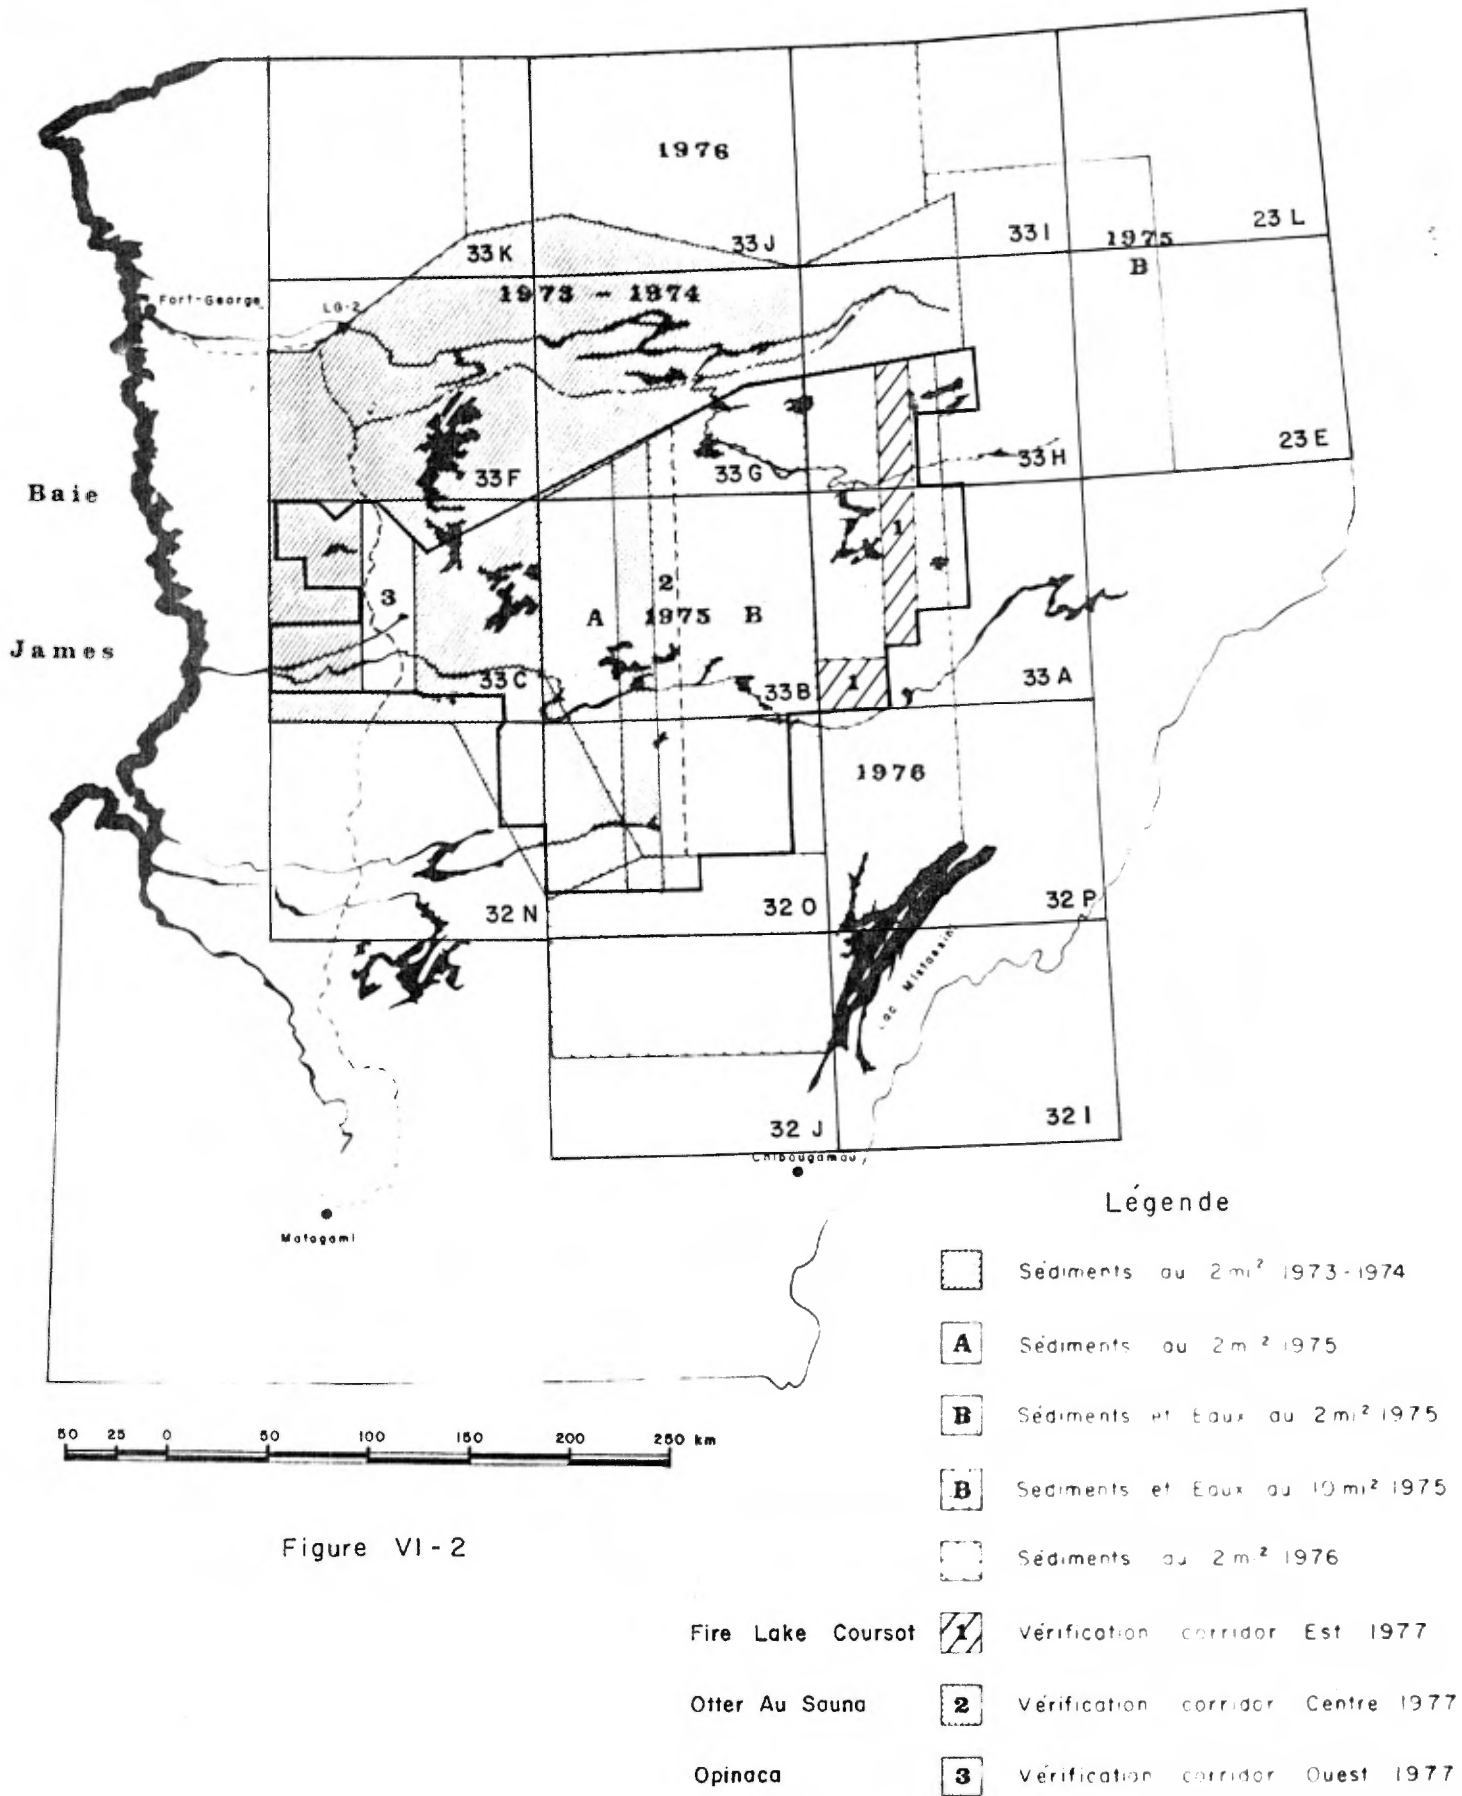 1976
33 K
33 J
33 I
23 L
1975
B
Fort-George
LG-2
1973 - 1974
33 F
33 G
33 H
23 E
Baie
James
3
2
1
A 1975 B
33 C
33 B
1
33 A
1976
32 N
32 O
32 P
Lac Mistassini
32 J
32 I
Chibougamau
Matagami
Légende
Sédiments au 2 mi² 1973-1974
A Sédiments au 2 m ² 1975
B Sédiments et Eaux au 2 mi² 1975
B Sédiments et Eaux au 10 mi² 1975
Sédiments au 2 m ² 1976
Fire Lake Coursot 1 Vérification corridor Est 1977
Otter Au Sauna 2 Vérification corridor Centre 1977
Opinaca 3 Vérification corridor Ouest 1977
50 25 0 50 100 150 200 250 km
Figure VI-2